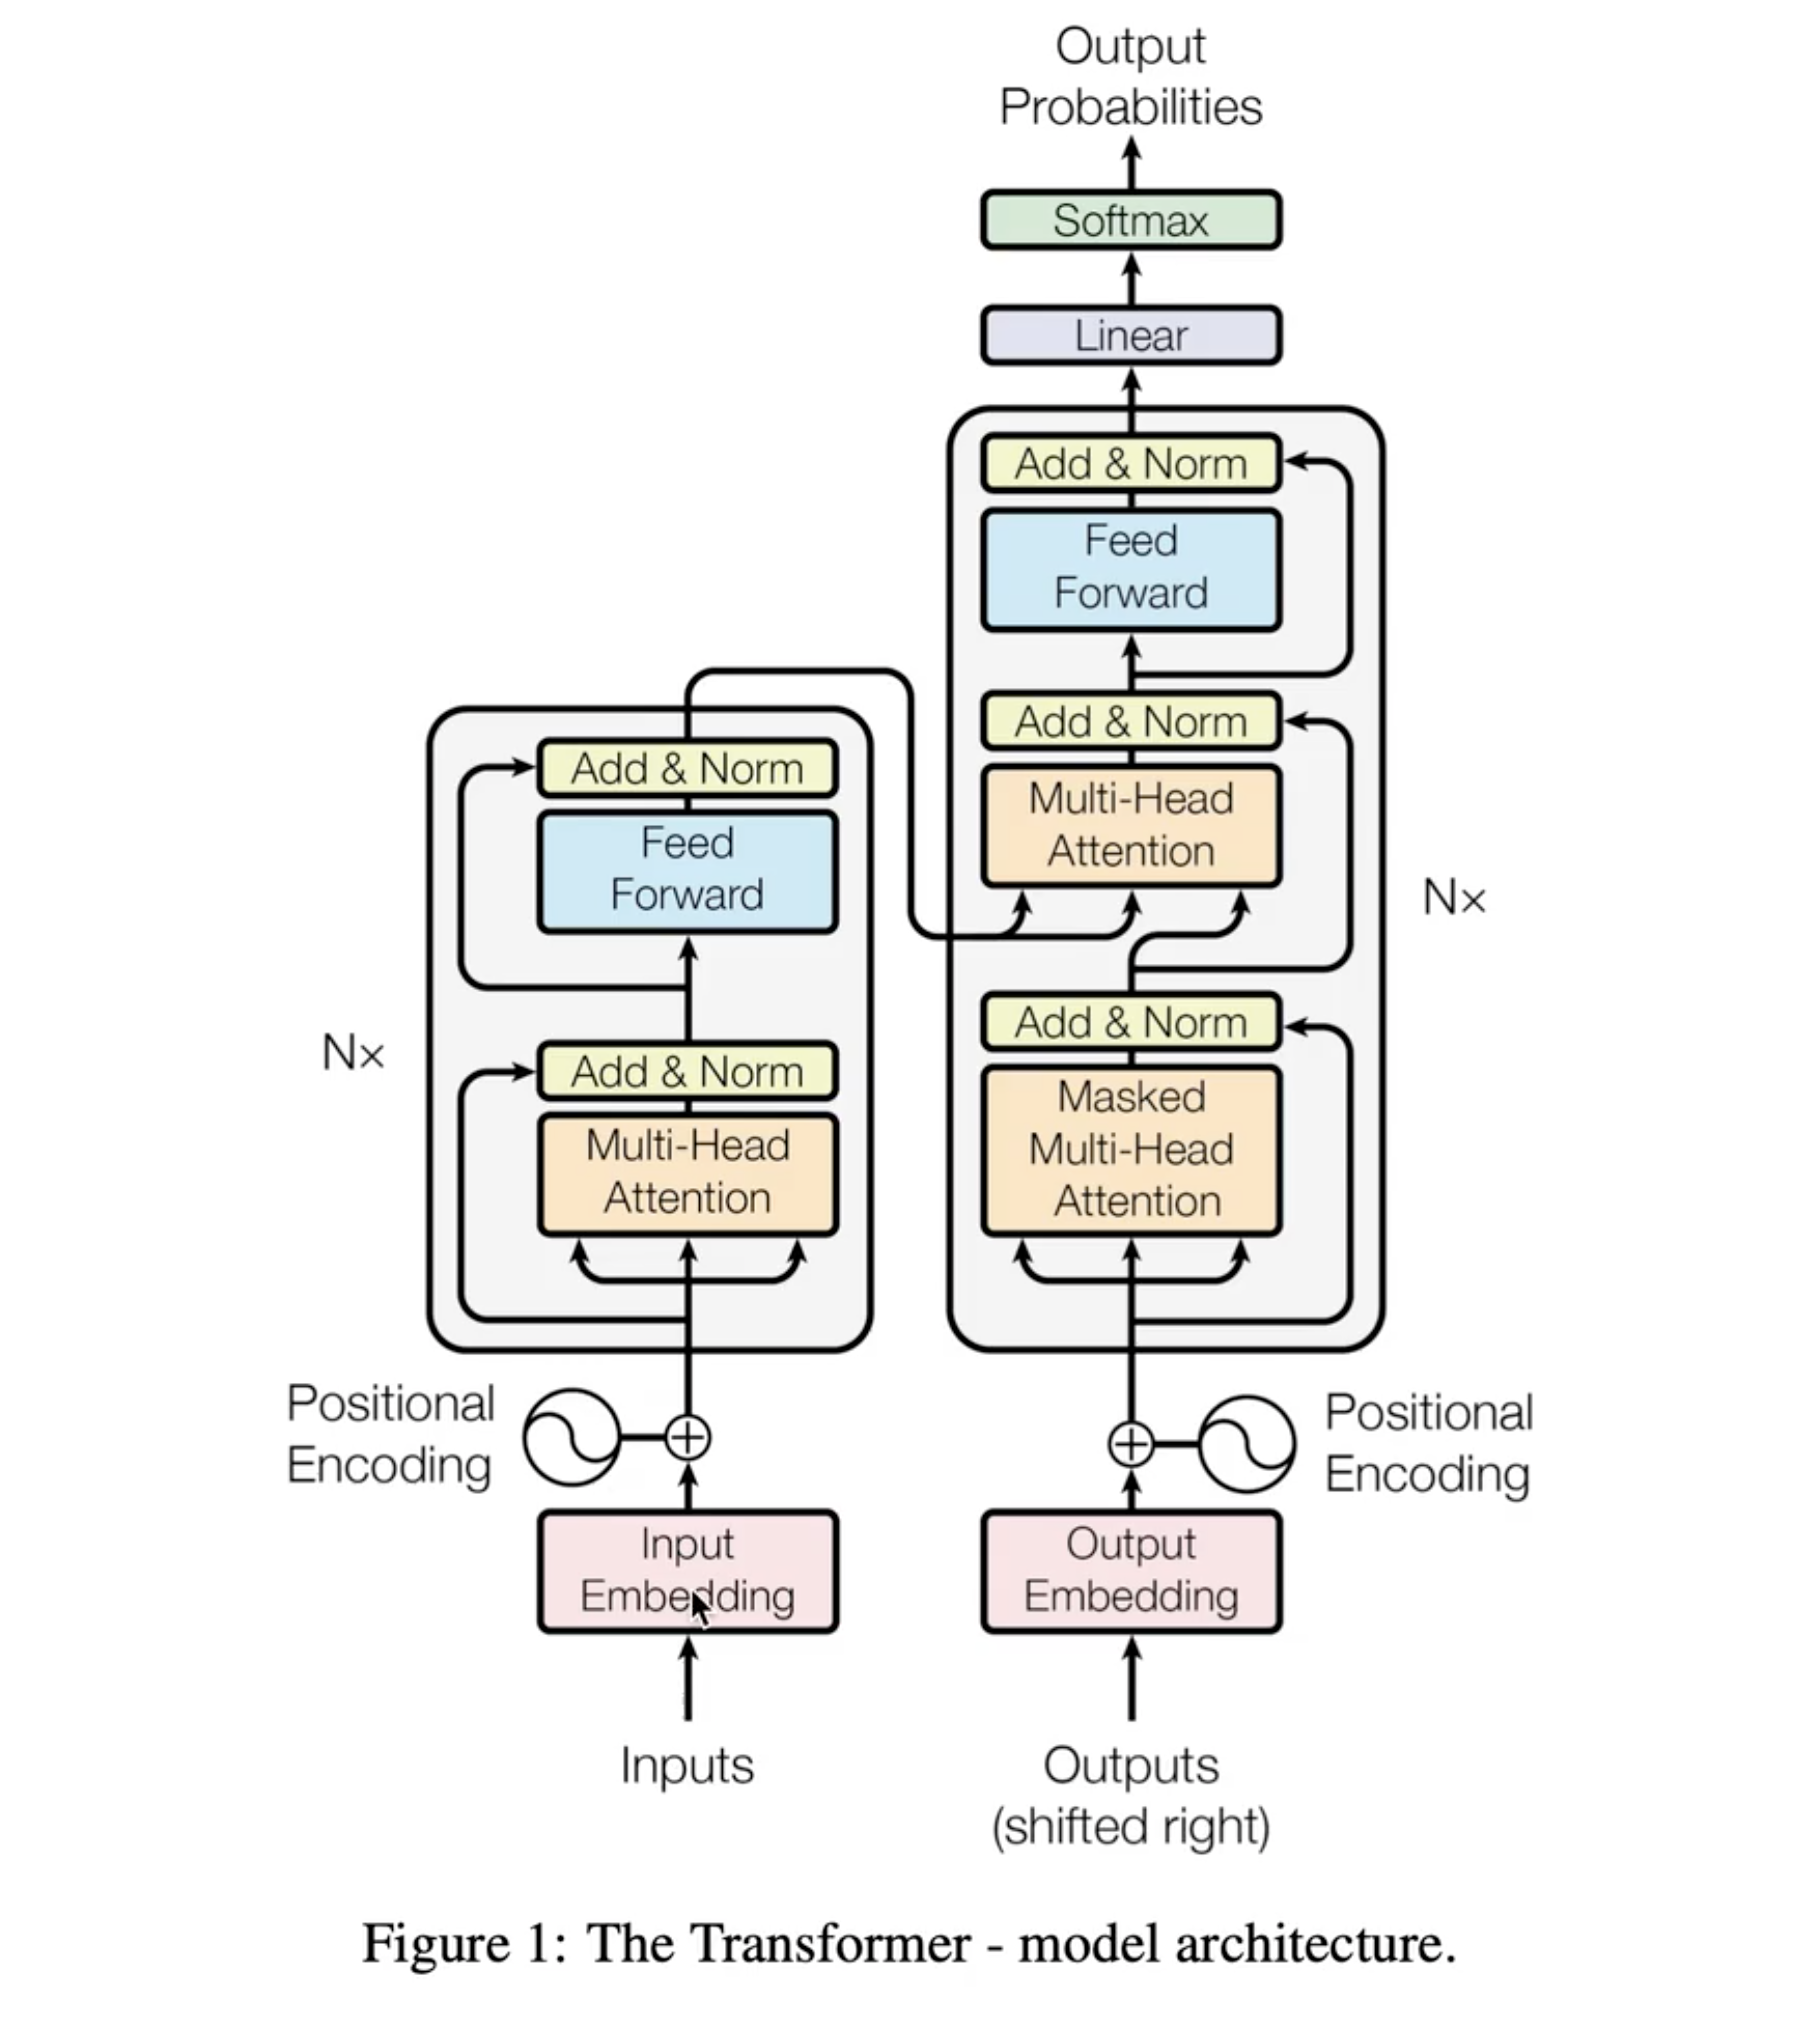 Output
Probabilities
Softmax
Linear
Add & Norm
Feed
Forward
Add & Norm
Multi-Head
Attention
Nx
Add & Norm
Masked
Multi-Head
Attention
Add & Norm
Feed
Forward
Nx
Add & Norm
Multi-Head
Attention
Positional
Encoding
Positional
Encoding
Input
Embedding
Output
Embedding
Inputs
Outputs
(shifted right)
Figure 1: The Transformer - model architecture.